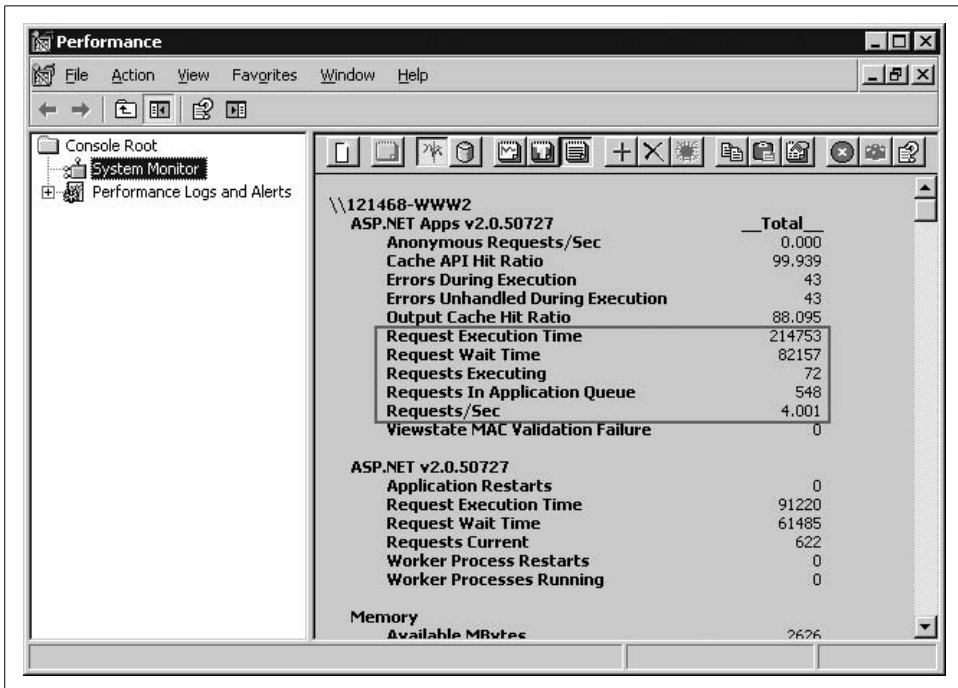 Performance
File Action View Favorites Window Help
Console Root
System Monitor
Performance Logs and Alerts
\\121468-WWW2
ASP.NET Apps v2.0.50727 __Total__
Anonymous Requests/Sec 0.000
Cache API Hit Ratio 99.939
Errors During Execution 43
Errors Unhandled During Execution 43
Output Cache Hit Ratio 88.095
Request Execution Time 214753
Request Wait Time 82157
Requests Executing 72
Requests In Application Queue 548
Requests/Sec 4.001
Viewstate MAC Validation Failure 0
ASP.NET v2.0.50727
Application Restarts 0
Request Execution Time 91220
Request Wait Time 61485
Requests Current 622
Worker Process Restarts 0
Worker Processes Running 0
Memory
Available MBytes 2626